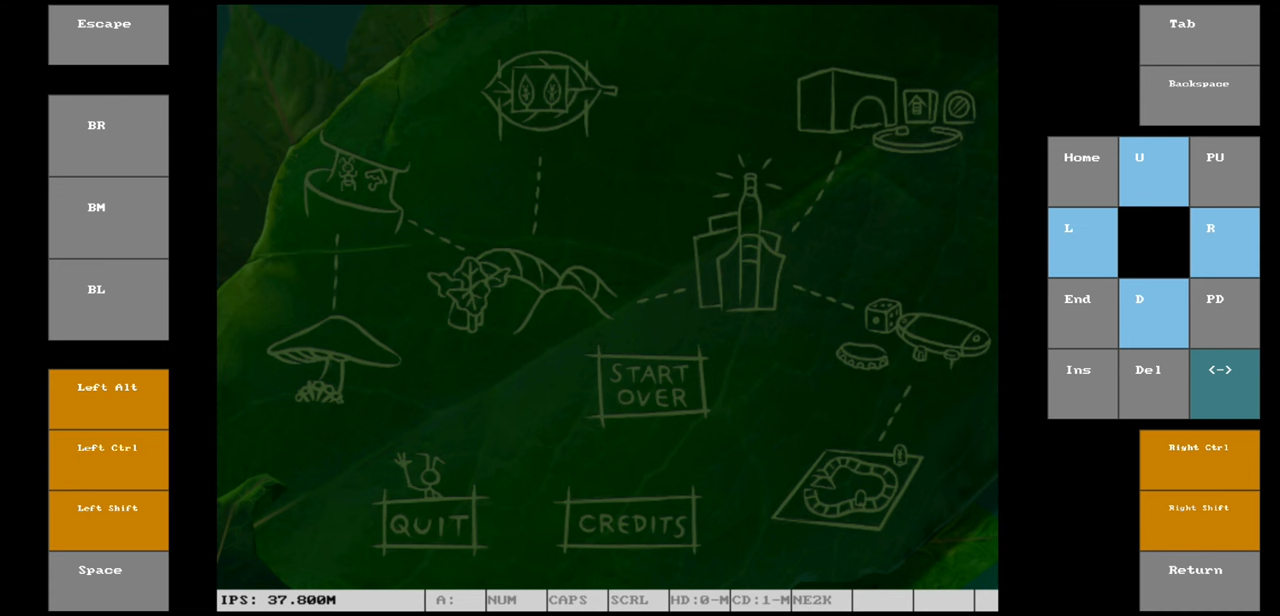 Escape
BR
BM
BL
Left Alt
Left Ctrl
Left Shift
Space
START
OVER
QUIT
CREDITS
IPS: 37.800M
A:
NUM
CAPS
SCRL
HD:0-M
CD:1-M
NE2K
Tab
Backspace
Home
U
PU
L
R
End
D
PD
Ins
Del
<->
Right Ctrl
Right Shift
Return